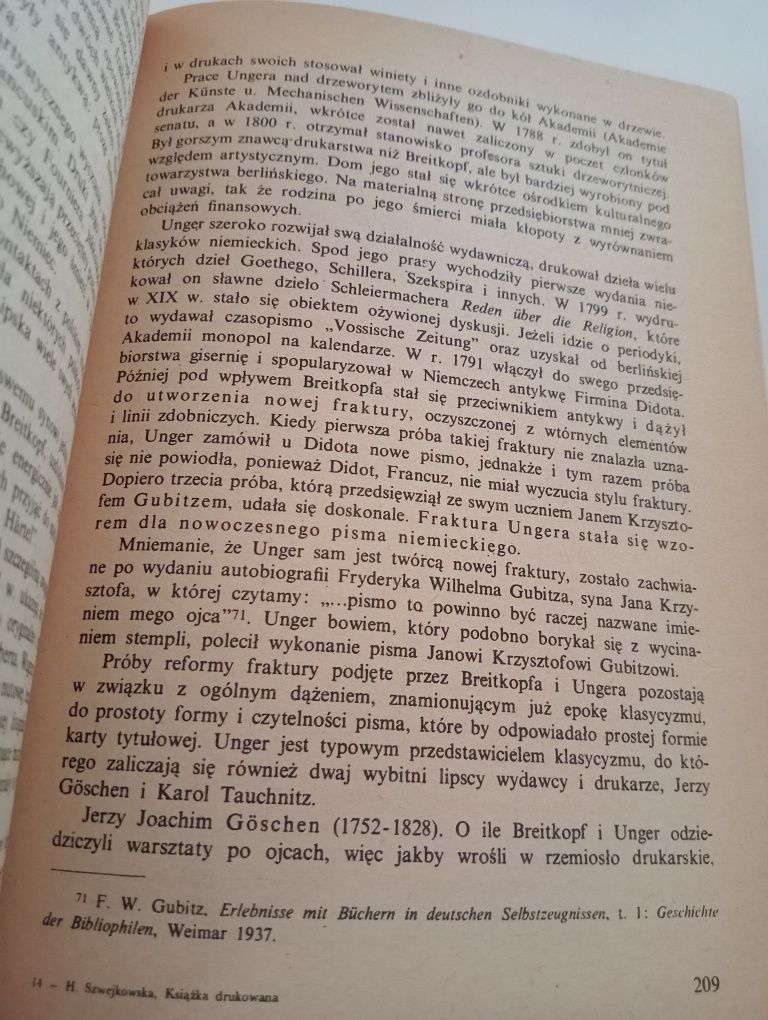 i w drukach swoich stosował winiety i inne ozdobniki wykonane w drzewie.
Prace Ungera nad drzeworytem zbliżyły go do kół Akademii (Akademie
der Künste u. Mechanischen Wissenschaften). W 1788 r. zdobył on tytuł
drukarza Akademii, wkrótce został nawet zaliczony w poczet członków
senatu, a w 1800 r. otrzymał stanowisko profesora sztuki drzeworytniczej.
Był gorszym znawcą drukarstwa niż Breitkopf, ale był bardziej wyrobiony pod
względem artystycznym. Dom jego stał się wkrótce ośrodkiem kulturalnego
towarzystwa berlińskiego. Na materialną stronę przedsiębiorstwa mniej zwra-
cał uwagi, tak że rodzina po jego śmierci miała kłopoty z wyrównaniem
obciążeń finansowych.
Unger szeroko rozwijał swą działalność wydawniczą, drukował dzieła wielu
klasyków niemieckich. Spod jego prasy wychodziły pierwsze wydania nie-
których dzieł Goethego, Schillera, Szekspira i innych. W 1799 r. wydru-
kował on sławne dzieło Schleiermachera Reden über die Religion, które
w XIX w. stało się obiektem ożywionej dyskusji. Jeżeli idzie o periodyki,
to wydawał czasopismo „Vossische Zeitung” oraz uzyskał od berlińskiej
Akademii monopol na kalendarze. W r. 1791 włączył do swego przedsię-
biorstwa gisernię i spopularyzował w Niemczech antykwę Firmina Didota.
Później pod wpływem Breitkopfa stał się przeciwnikiem antykwy i dążył
do utworzenia nowej fraktury, oczyszczonej z wtórnych elementów
i linii zdobniczych. Kiedy pierwsza próba takiej fraktury nie znalazła uzna-
nia, Unger zamówił u Didota nowe pismo, jednakże i tym razem próba
się nie powiodła, ponieważ Didot, Francuz, nie miał wyczucia stylu fraktury.
Dopiero trzecia próba, którą przedsięwziął ze swym uczniem Janem Krzyszto-
fem Gubitzem, udała się doskonale. Fraktura Ungera stała się wzo-
rem dla nowoczesnego pisma niemieckiego.
Mniemanie, że Unger sam jest twórcą nowej fraktury, zostało zachwia-
ne po wydaniu autobiografii Fryderyka Wilhelma Gubitza, syna Jana Krzy-
sztofa, w której czytamy: „...pismo to powinno być raczej nazwane imie-
niem mego ojca”71. Unger bowiem, który podobno borykał się z wycina-
niem stempli, polecił wykonanie pisma Janowi Krzysztofowi Gubitzowi.
Próby reformy fraktury podjęte przez Breitkopfa i Ungera pozostają
w związku z ogólnym dążeniem, znamionującym już epokę klasycyzmu,
do prostoty formy i czytelności pisma, które by odpowiadało prostej formie
karty tytułowej. Unger jest typowym przedstawicielem klasycyzmu, do któ-
rego zaliczają się również dwaj wybitni lipscy wydawcy i drukarze, Jerzy
Göschen i Karol Tauchnitz.
Jerzy Joachim Göschen (1752-1828). O ile Breitkopf i Unger odzie-
dziczyli warsztaty po ojcach, więc jakby wrośli w rzemiosło drukarskie,
71 F. W. Gubitz, Erlebnisse mit Büchern in deutschen Selbstzeugnissen, t. 1: Geschichte
der Bibliophilen, Weimar 1937.
14 – H. Szwejkowska, Książka drukowana
209